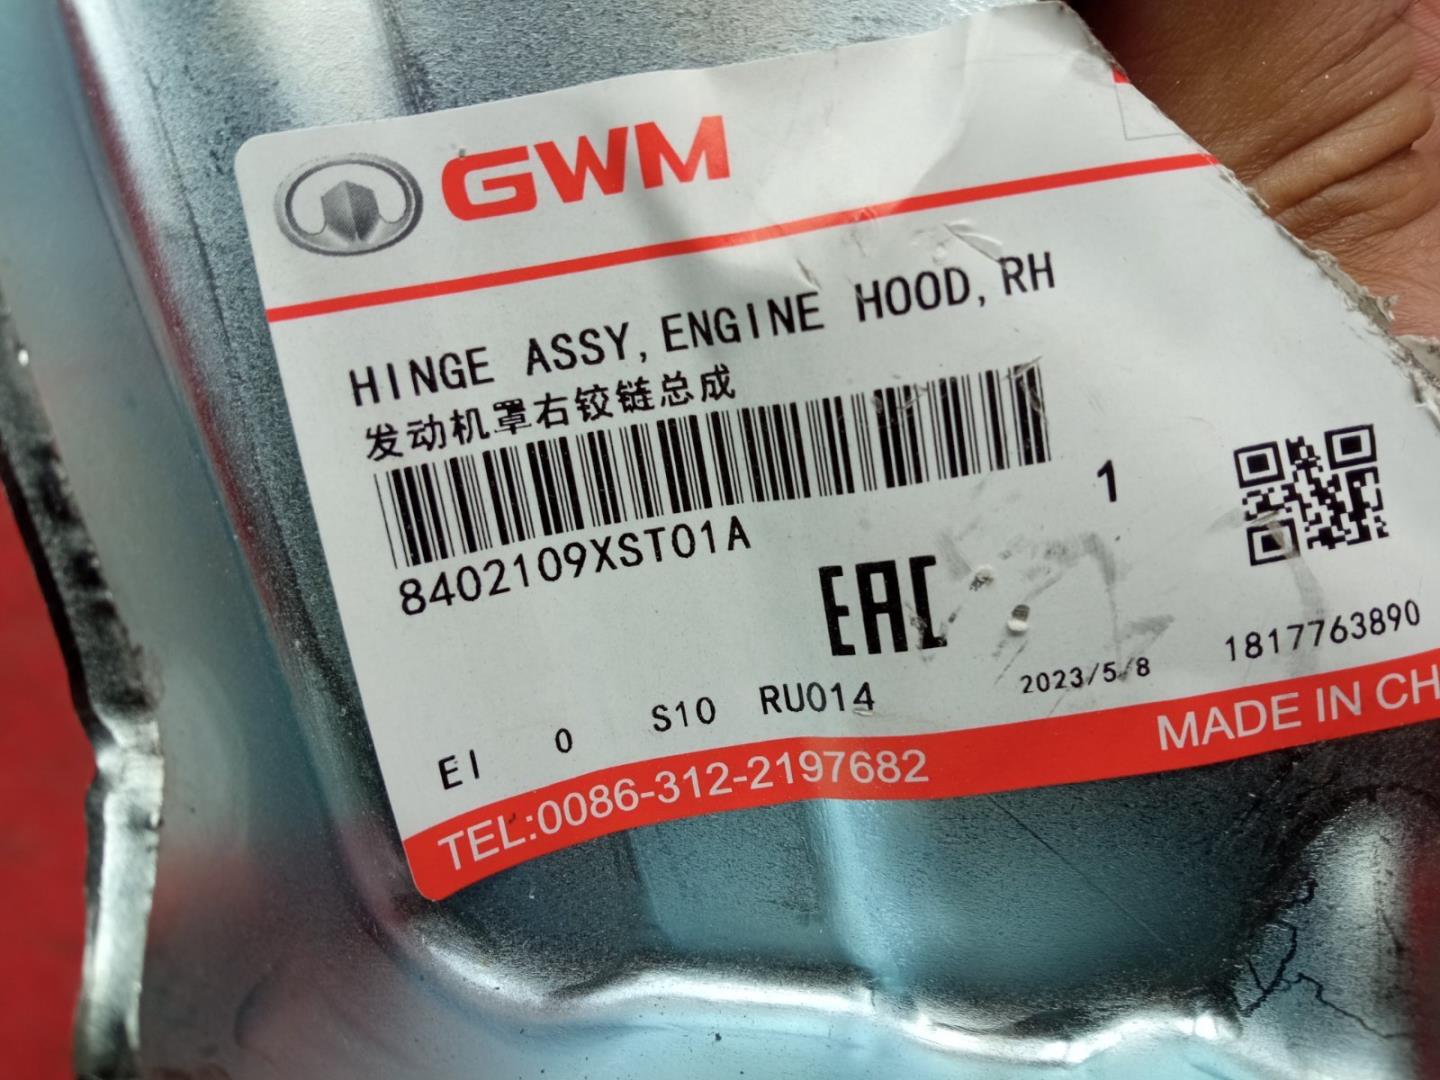 GWM
HINGE ASSY,ENGINE HOOD,RH
发动机罩右铰链总成
8402109XST01A
1
EAC
1817763890
EI 0 S10 RU014 2023/5/8
TEL:0086-312-2197682
MADE IN CH